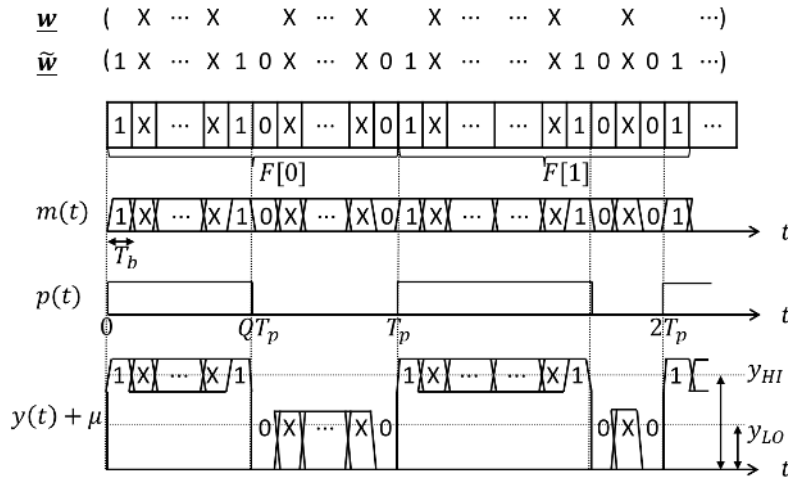 w ( X ⋯ X X ⋯ X X ⋯ ⋯ X X ⋯)
w̃ (1 X ⋯ X 1 0 X ⋯ X 0 1 X ⋯ ⋯ X 1 0 X 0 1 ⋯)
1 X ⋯ X 1 0 X ⋯ X 0 1 X ⋯ ⋯ X 1 0 X 0 1 ⋯
F[0] F[1]
m(t) 1 X ⋯ X 1 0 X ⋯ X 0 1 X ⋯ ⋯ X 1 0 X 0 1 t
T_b
p(t)
0 QT_p T_p 2T_p t
1 X ⋯ X 1 1 X ⋯ ⋯ X 1 1 y_HI
y(t) + μ 0 X ⋯ X 0 0 X 0 y_LO
t